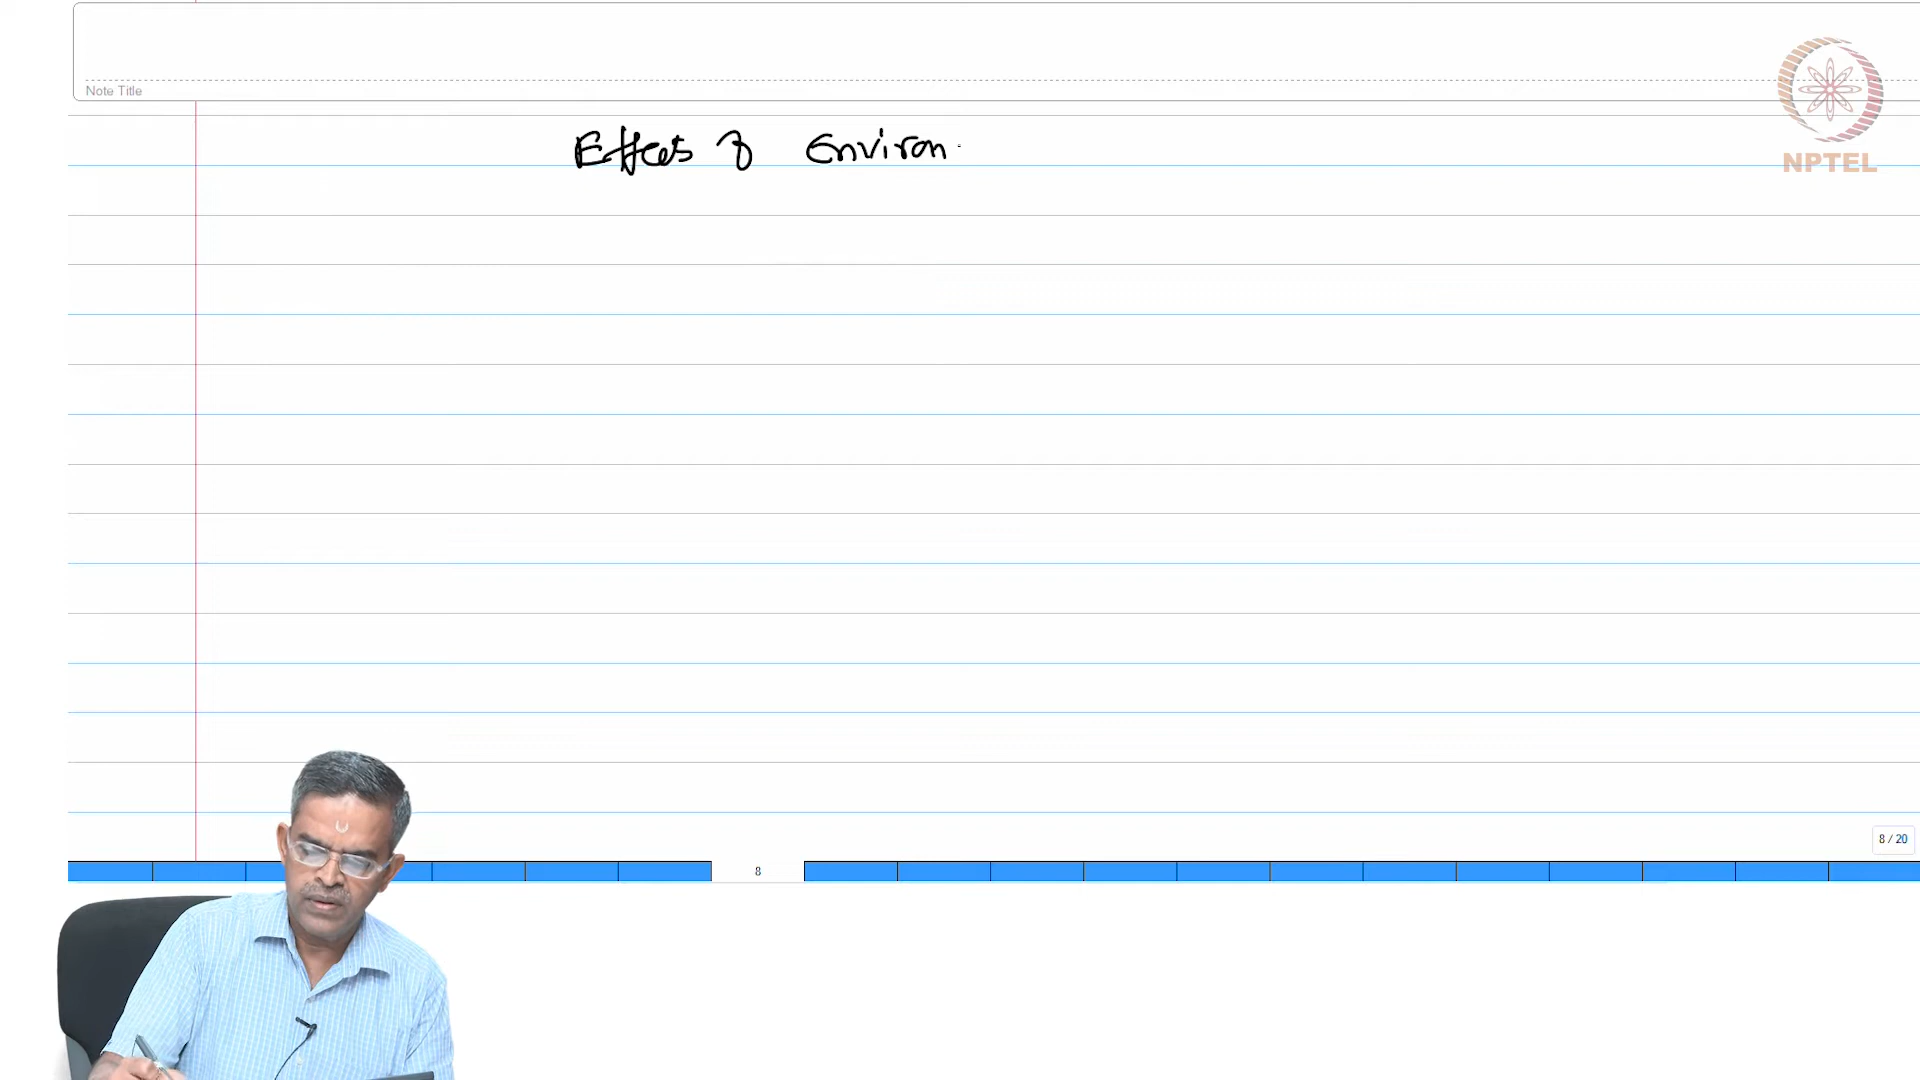 Note Title
Effects of Environ
NPTEL
8 / 20
8